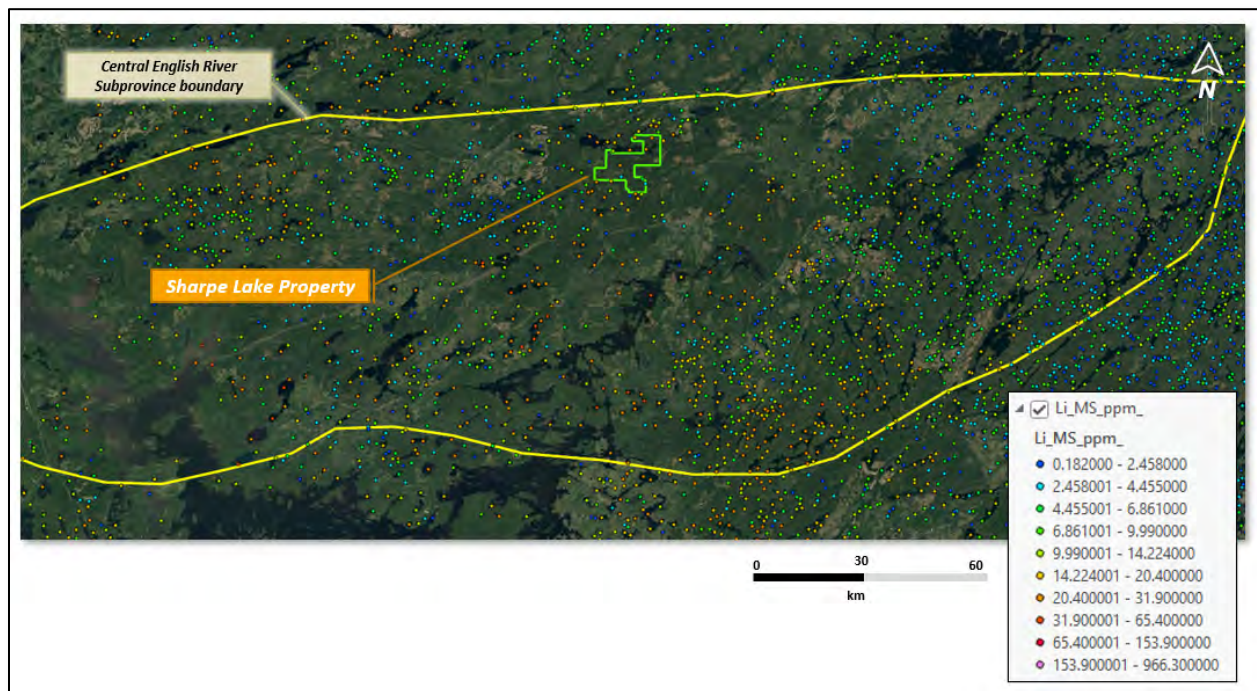 Central English River
Subprovince boundary
N
Sharpe Lake Property
0 30 60
km
Li_MS_ppm_
Li_MS_ppm_
0.182000 - 2.458000
2.458001 - 4.455000
4.455001 - 6.861000
6.861001 - 9.990000
9.990001 - 14.224000
14.224001 - 20.400000
20.400001 - 31.900000
31.900001 - 65.400000
65.400001 - 153.900000
153.900001 - 966.300000